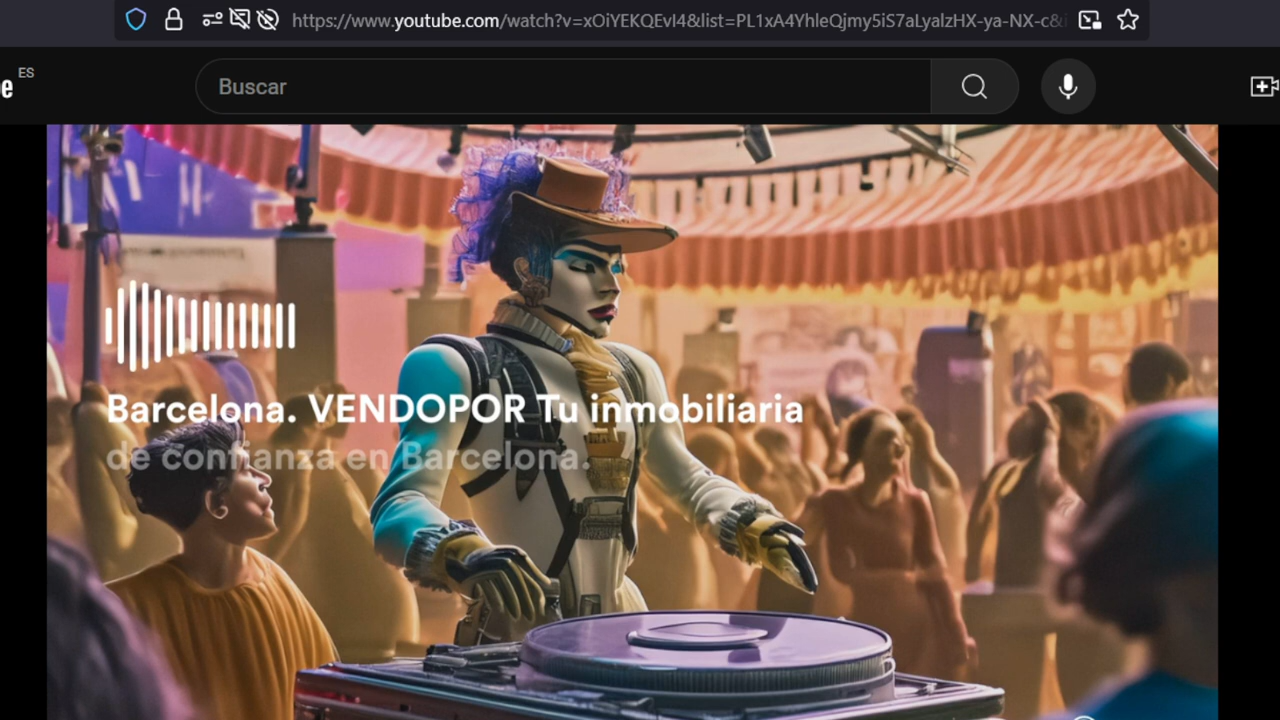 https://www.youtube.com/watch?v=xOiYEKQEvI4&list=PL1xA4YhleQjmy5iS7aLyalzHX-ya-NX-c&i
ES
e
Buscar
Barcelona. VENDOPOR Tu inmobiliaria
de confianza en Barcelona.